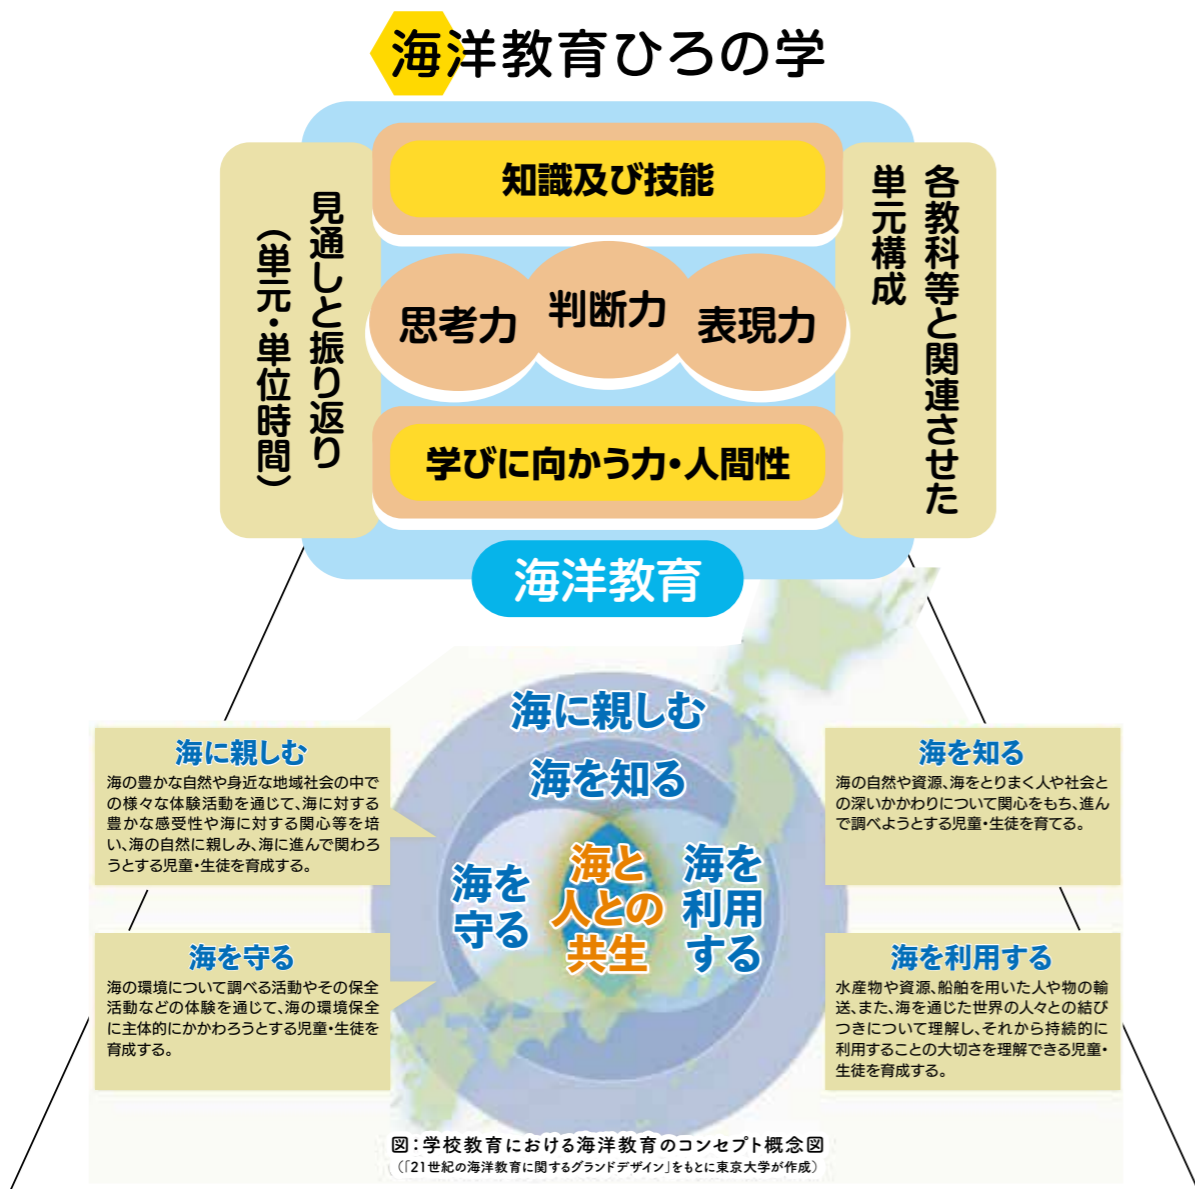 海洋教育ひろの学
知識及び技能
思考力
判断力
表現力
学びに向かう力・人間性
見通しと振り返り
（単元・単位時間）
各教科等と関連させた
単元構成
海洋教育
海に親しむ
海を知る
海を
守る
海と
人との
共生
海を
利用
する
海に親しむ
海の豊かな自然や身近な地域社会の中で
の様々な体験活動を通じて、海に対する
豊かな感受性や海に対する関心等を培
い、海の自然に親しみ、海に進んで関わろ
うとする児童・生徒を育成する。
海を知る
海の自然や資源、海をとりまく人や社会と
の深いかかわりについて関心をもち、進ん
で調べようとする児童・生徒を育てる。
海を守る
海の環境について調べる活動やその保全
活動などの体験を通じて、海の環境保全
に主体的にかかわろうとする児童・生徒を
育成する。
海を利用する
水産物や資源、船舶を用いた人や物の輸
送、また、海を通じた世界の人々との結び
つきについて理解し、それから持続的に
利用することの大切さを理解できる児童・
生徒を育成する。
図：学校教育における海洋教育のコンセプト概念図
（「21世紀の海洋教育に関するグランドデザイン」をもとに東京大学が作成）